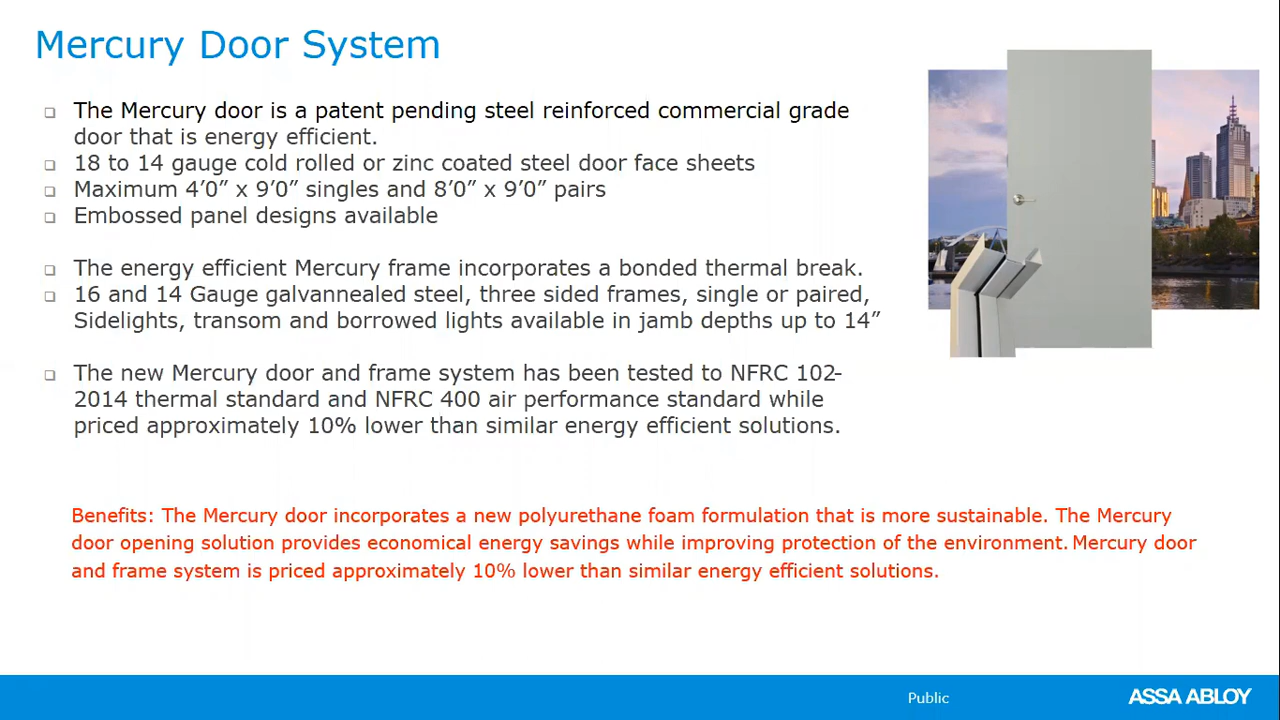 Mercury Door System
The Mercury door is a patent pending steel reinforced commercial grade
door that is energy efficient.
18 to 14 gauge cold rolled or zinc coated steel door face sheets
Maximum 4’0” x 9’0” singles and 8’0” x 9’0” pairs
Embossed panel designs available
The energy efficient Mercury frame incorporates a bonded thermal break.
16 and 14 Gauge galvannealed steel, three sided frames, single or paired,
Sidelights, transom and borrowed lights available in jamb depths up to 14”
The new Mercury door and frame system has been tested to NFRC 102-
2014 thermal standard and NFRC 400 air performance standard while
priced approximately 10% lower than similar energy efficient solutions.
Benefits: The Mercury door incorporates a new polyurethane foam formulation that is more sustainable. The Mercury
door opening solution provides economical energy savings while improving protection of the environment. Mercury door
and frame system is priced approximately 10% lower than similar energy efficient solutions.
Public
ASSA ABLOY